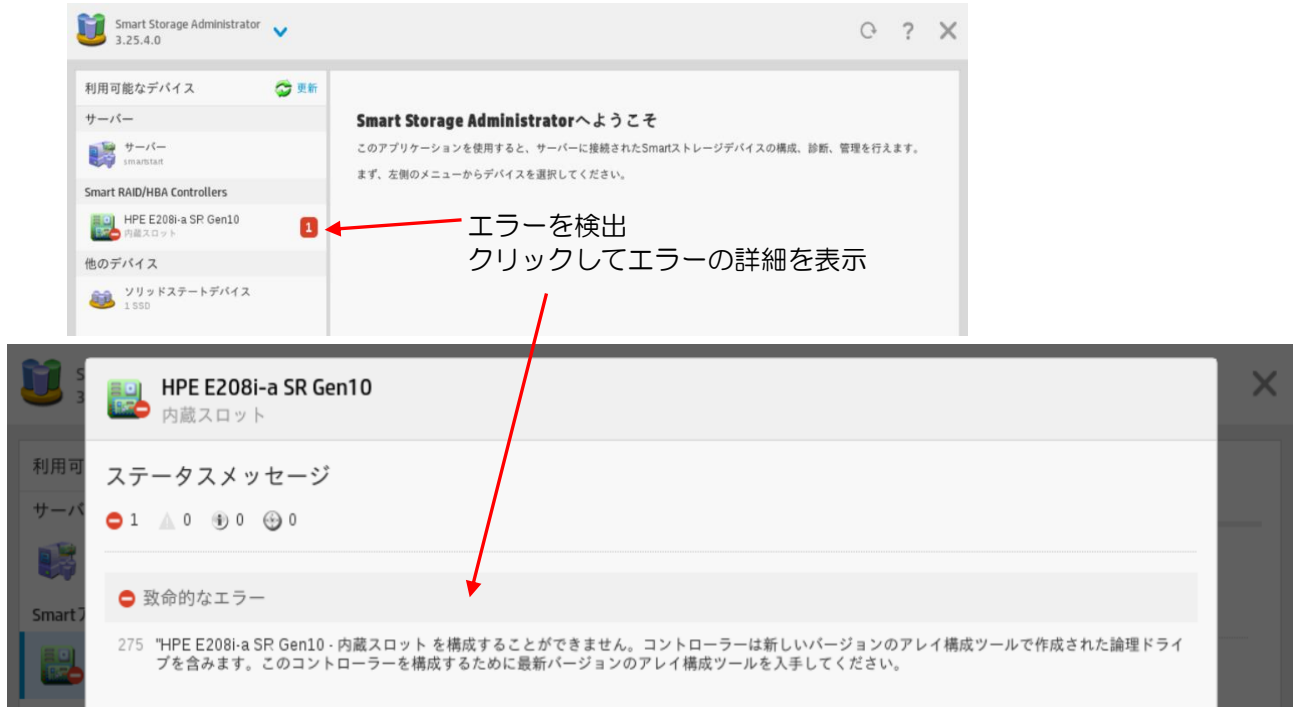 Smart Storage Administrator
3.25.4.0
?
利用可能なデバイス 更新
サーバー
サーバー
smartstart
Smart RAID/HBA Controllers
HPE E208i-a SR Gen10 1
内蔵スロット
他のデバイス
ソリッドステートデバイス
1 SSD
Smart Storage Administratorへようこそ
このアプリケーションを使用すると、サーバーに接続されたSmartストレージデバイスの構成、診断、管理を行えます。
まず、左側のメニューからデバイスを選択してください。
エラーを検出
クリックしてエラーの詳細を表示
S
3
利用可
サーバ
Smartア
HPE E208i-a SR Gen10
内蔵スロット
ステータスメッセージ
1 0 0 0
致命的なエラー
275 "HPE E208i-a SR Gen10 - 内蔵スロット を構成することができません。コントローラーは新しいバージョンのアレイ構成ツールで作成された論理ドライ
ブを含みます。このコントローラーを構成するために最新バージョンのアレイ構成ツールを入手してください。